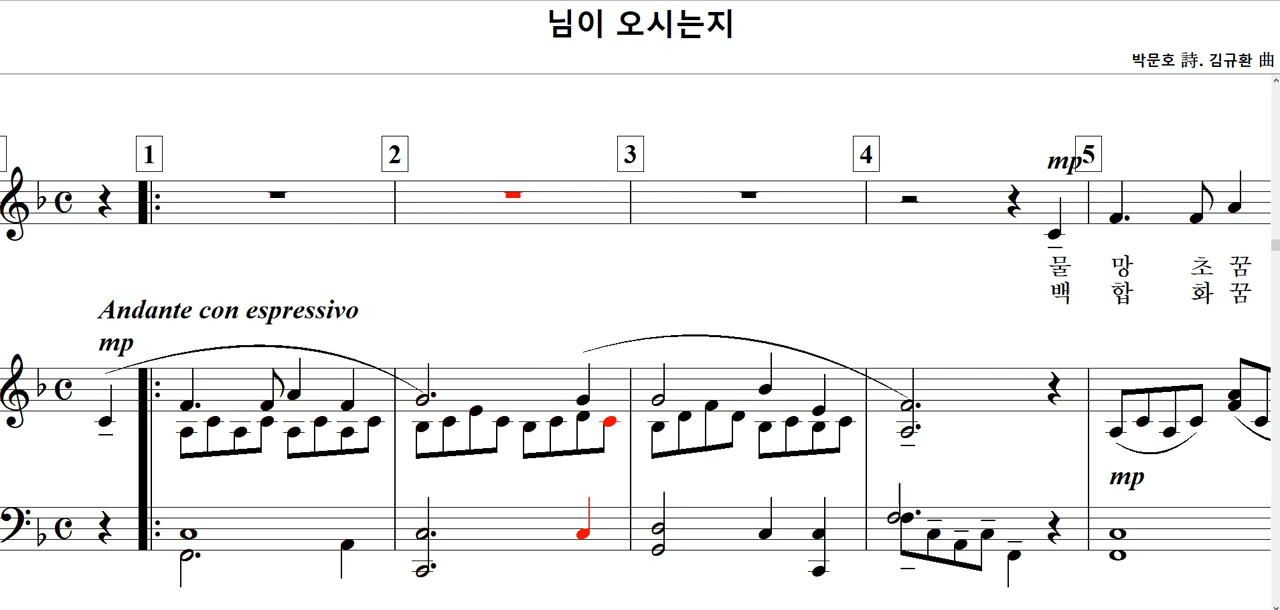 님이 오시는지
박문호 詩. 김규환 曲
1 2 3 4 5
mp
물 망 초 꿈
백 합 화 꿈
Andante con espressivo
mp
mp